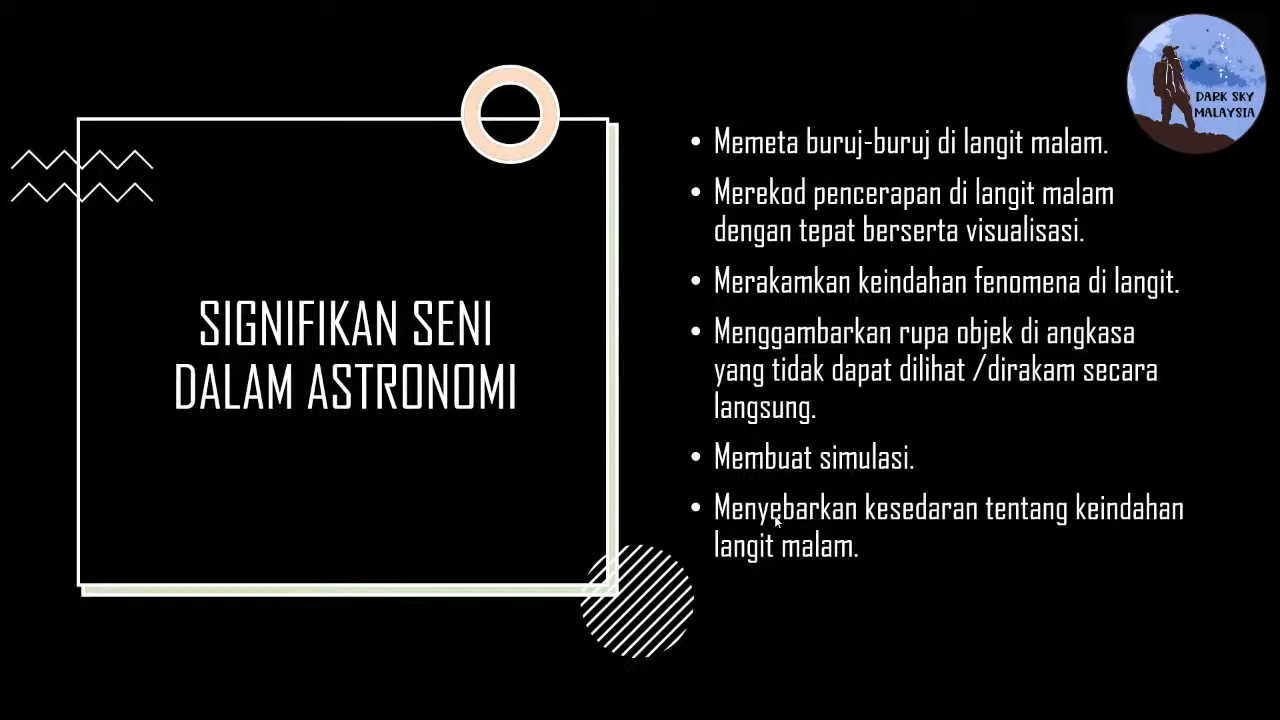 DARK SKY
MALAYSIA
SIGNIFIKAN SENI
DALAM ASTRONOMI
• Memeta buruj-buruj di langit malam.
• Merekod pencerapan di langit malam
dengan tepat berserta visualisasi.
• Merakamkan keindahan fenomena di langit.
• Menggambarkan rupa objek di angkasa
yang tidak dapat dilihat /dirakam secara
langsung.
• Membuat simulasi.
• Menyebarkan kesedaran tentang keindahan
langit malam.